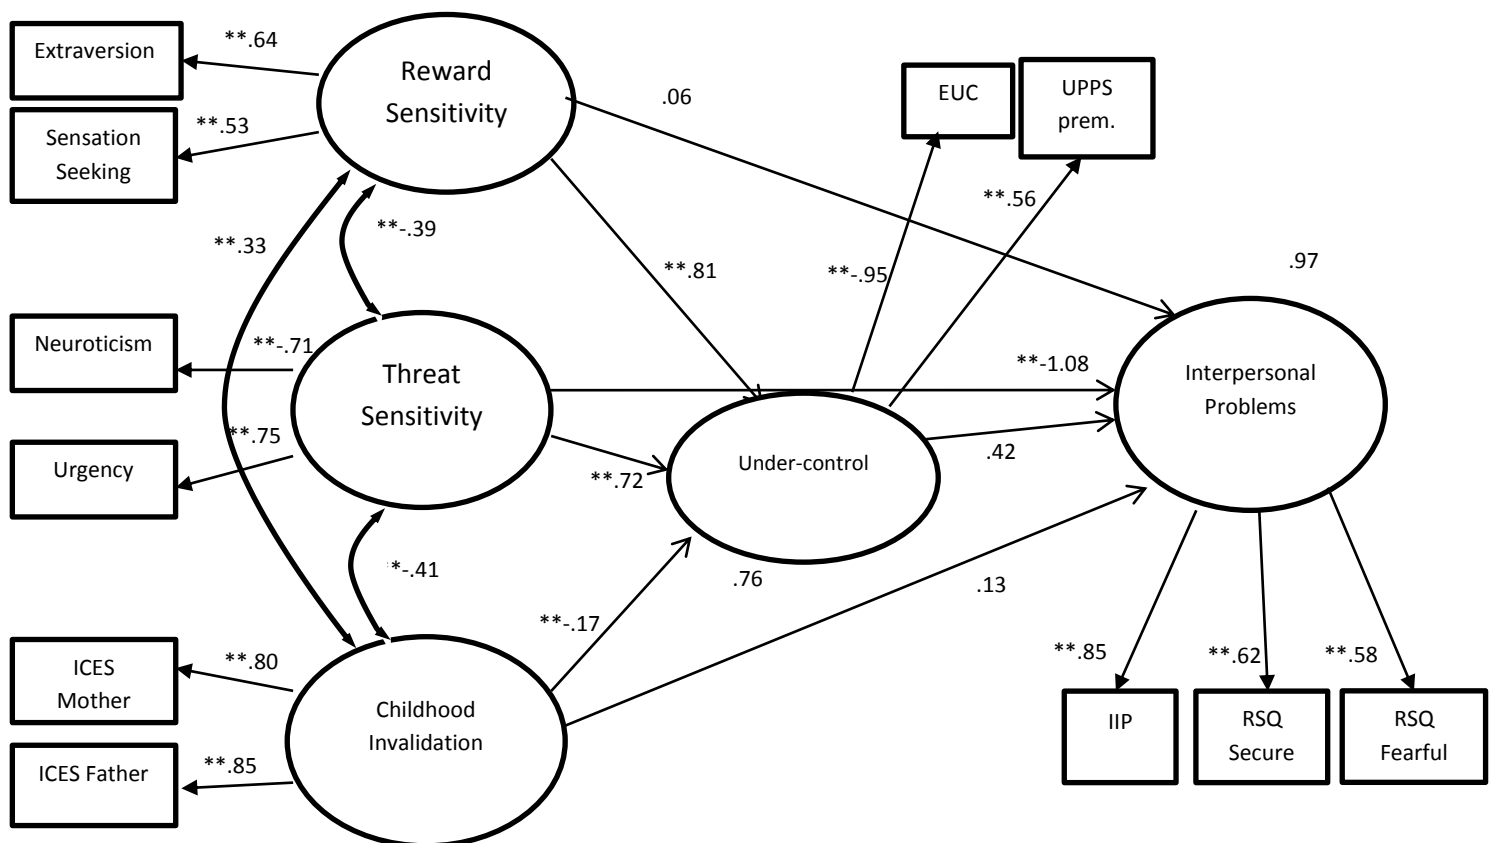 Extraversion
**.64
Reward
Sensitivity
.06
EUC
UPPS
prem.
Sensation
Seeking
**.53
**.33
**-.39
**.81
**-.95
**.56
.97
Neuroticism
**-.71
Threat
Sensitivity
**-1.08
Interpersonal
Problems
Urgency
**.75
**.72
Under-control
.42
*-.41
.76
.13
**-.17
ICES
Mother
**.80
Childhood
Invalidation
ICES Father
**.85
**.85
**.62
**.58
IIP
RSQ
Secure
RSQ
Fearful